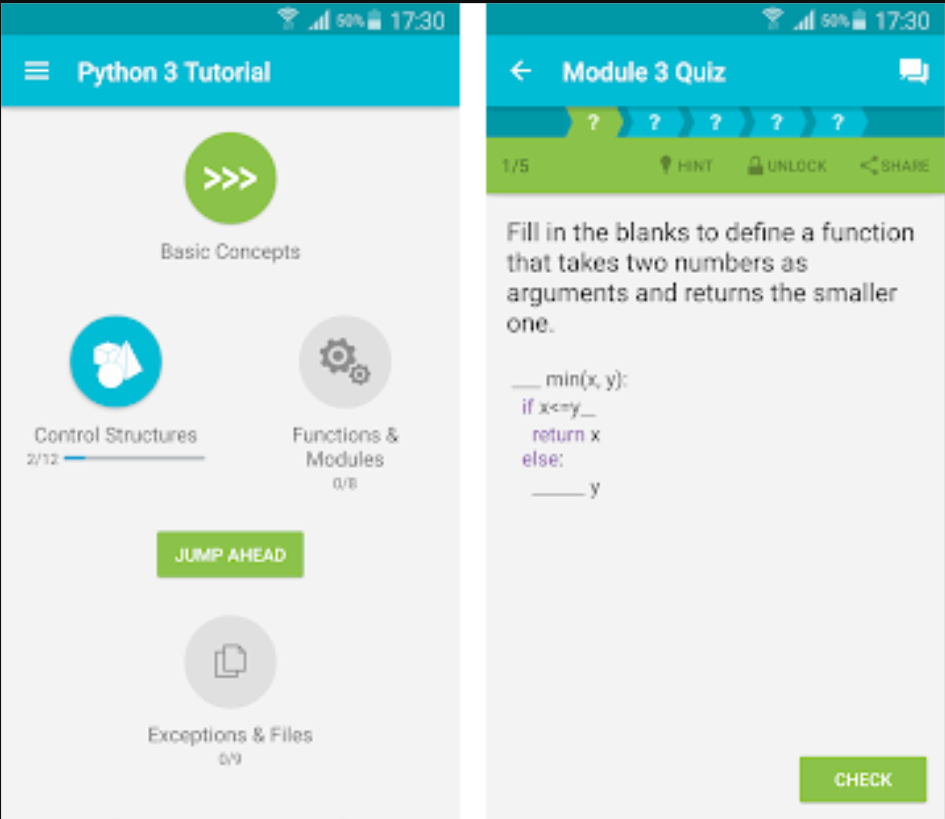 50% 17:30
Python 3 Tutorial
>>>
Basic Concepts
Control Structures
2/12
Functions &
Modules
0/8
JUMP AHEAD
Exceptions & Files
0/9
50% 17:30
Module 3 Quiz
? ? ? ? ?
1/5 HINT UNLOCK SHARE
Fill in the blanks to define a function
that takes two numbers as
arguments and returns the smaller
one.
___ min(x, y):
if x<=y_
return x
else:
______ y
CHECK